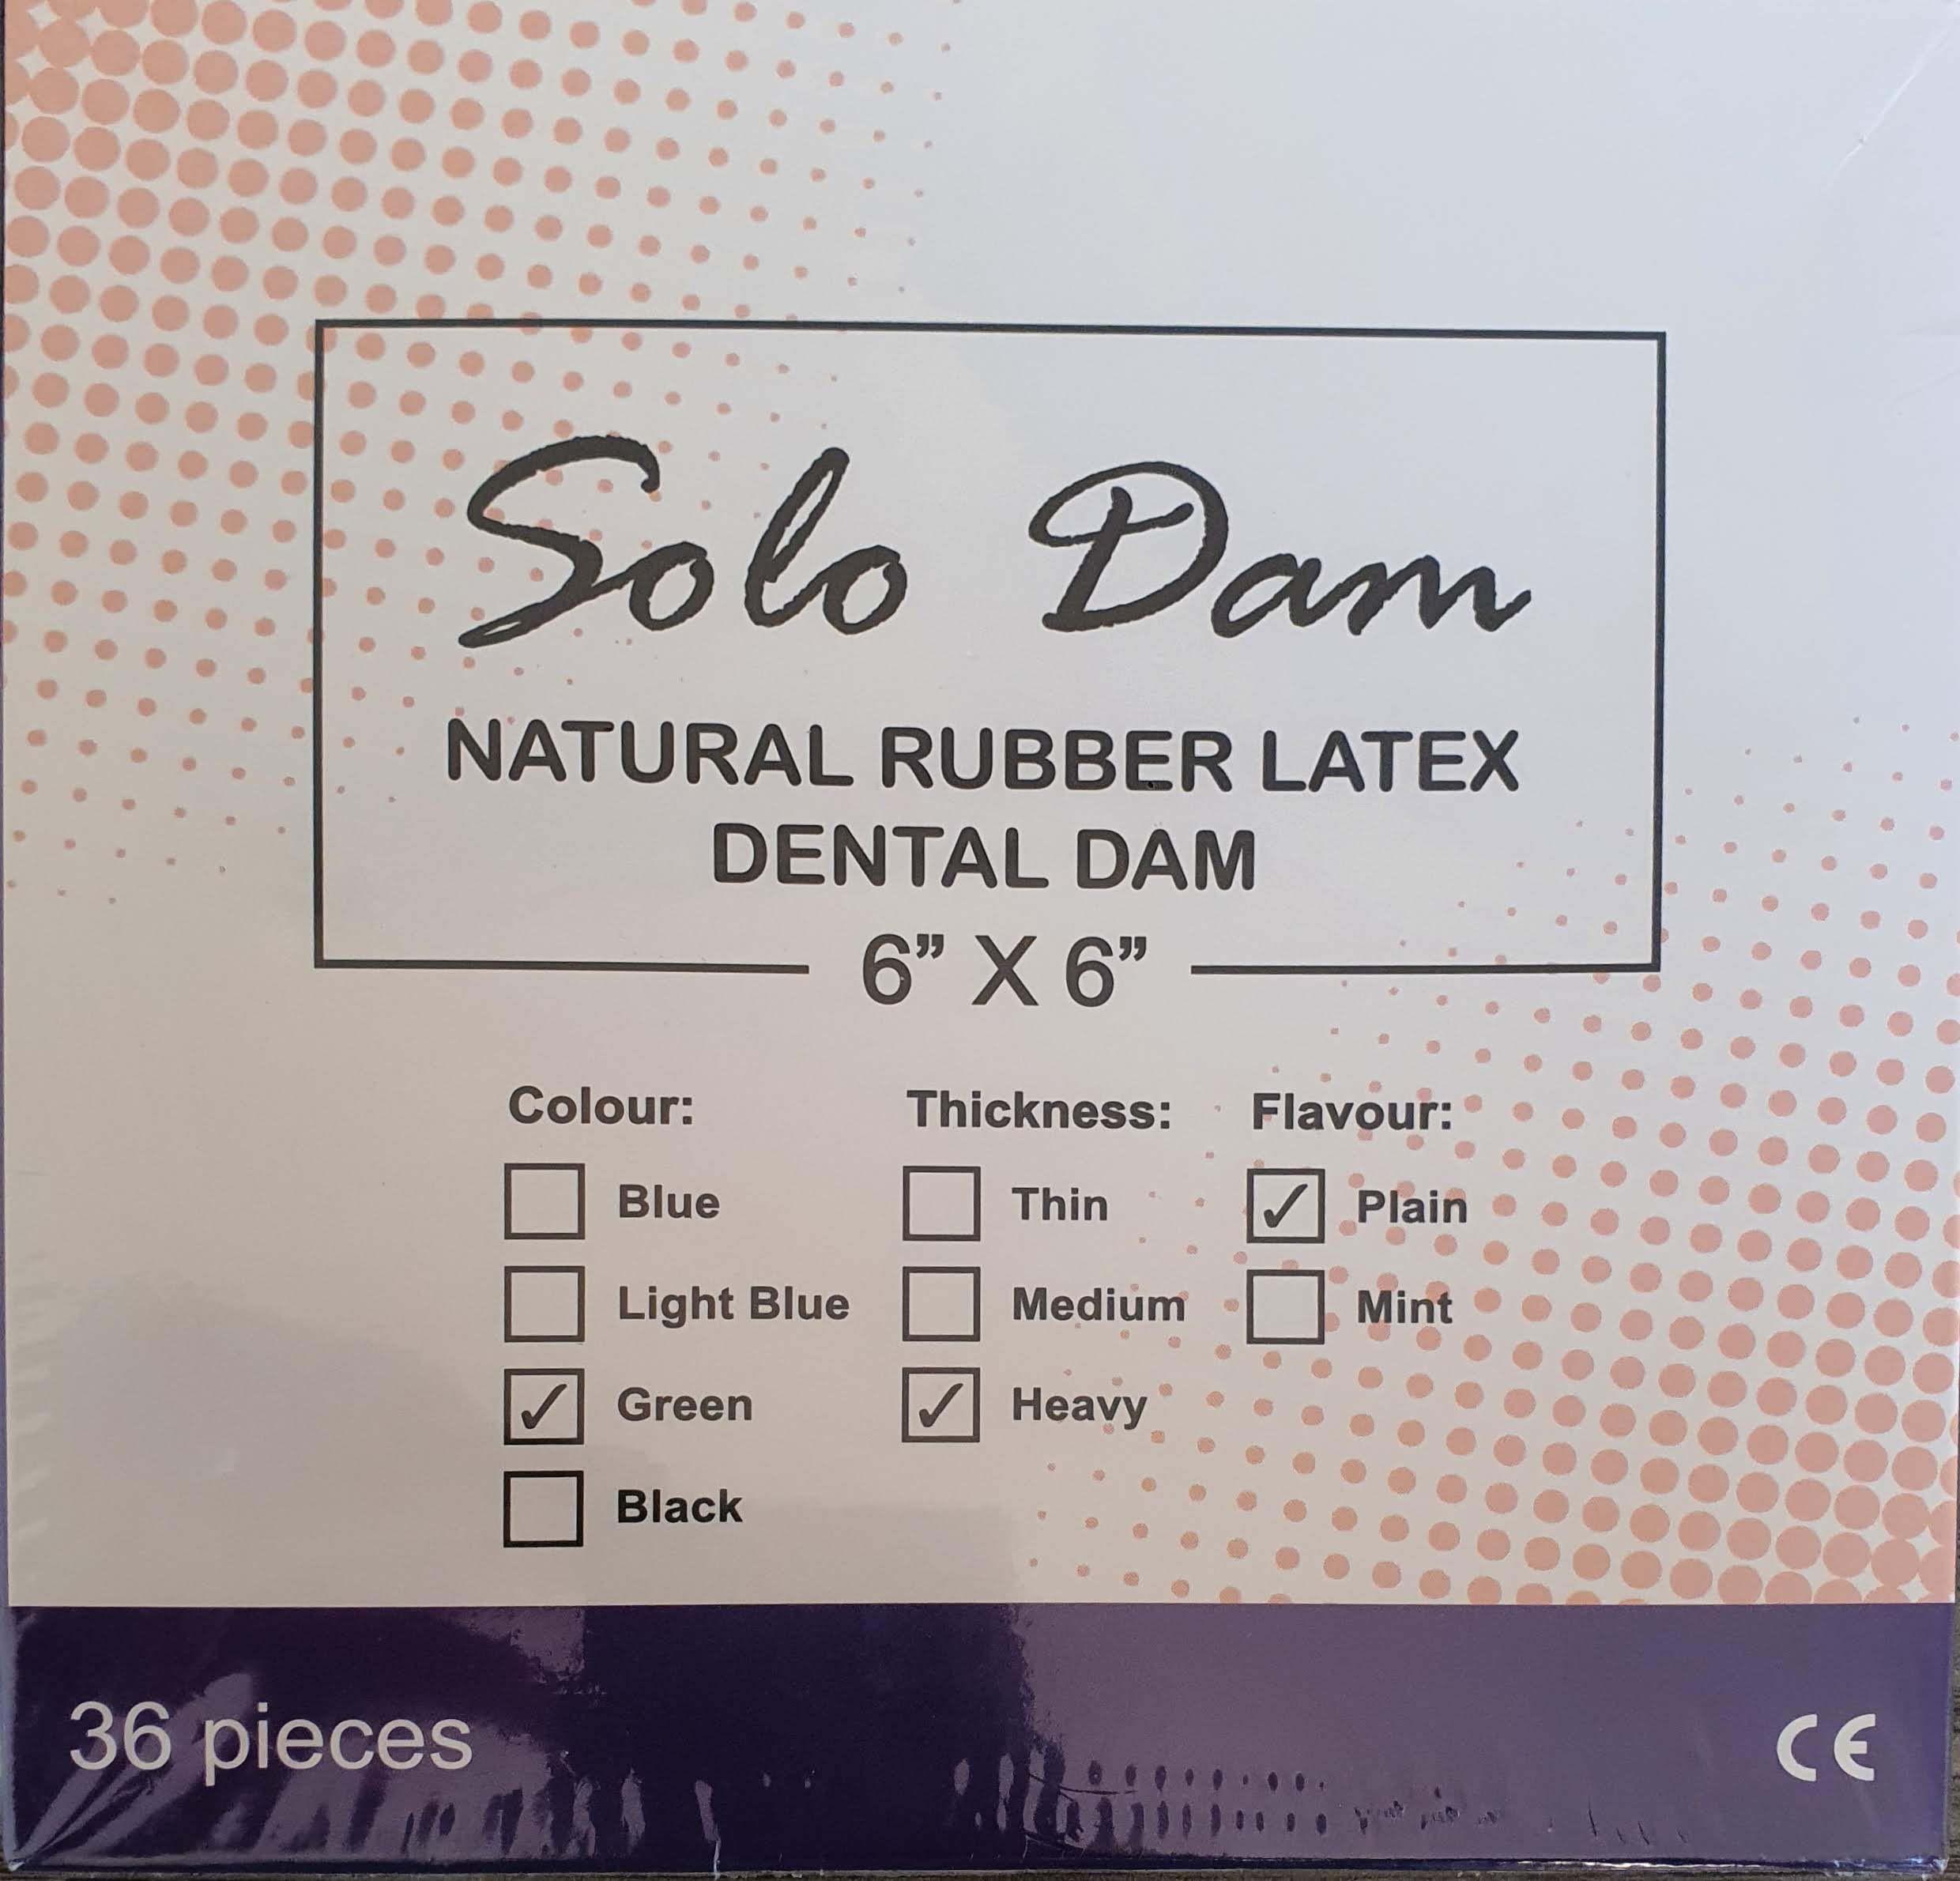 Solo Dam
NATURAL RUBBER LATEX
DENTAL DAM
6” X 6”
Colour:
Blue
Light Blue
✓ Green
Black
Thickness:
Thin
Medium
✓ Heavy
Flavour:
✓ Plain
Mint
36 pieces
CE